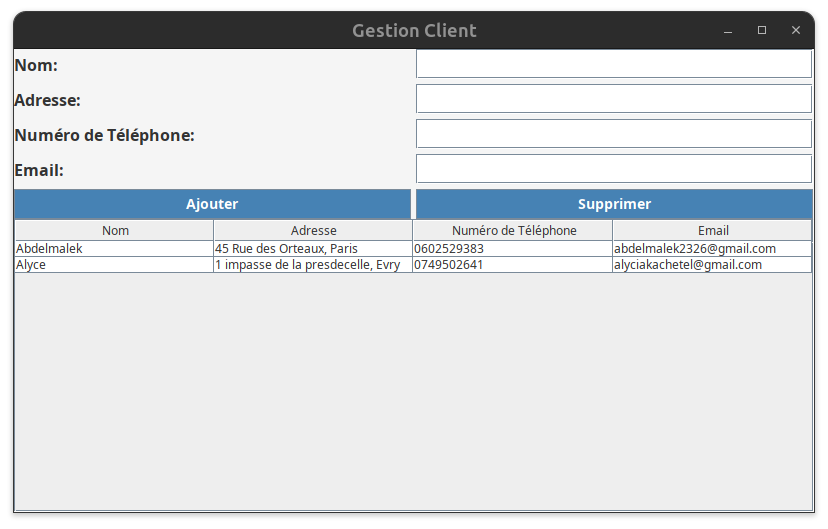 Gestion Client
Nom:
Adresse:
Numéro de Téléphone:
Email:
Ajouter Supprimer
Nom Adresse Numéro de Téléphone Email
Abdelmalek 45 Rue des Orteaux, Paris 0602529383 abdelmalek2326@gmail.com
Alyce 1 impasse de la presdecelle, Evry 0749502641 alyciakachetel@gmail.com